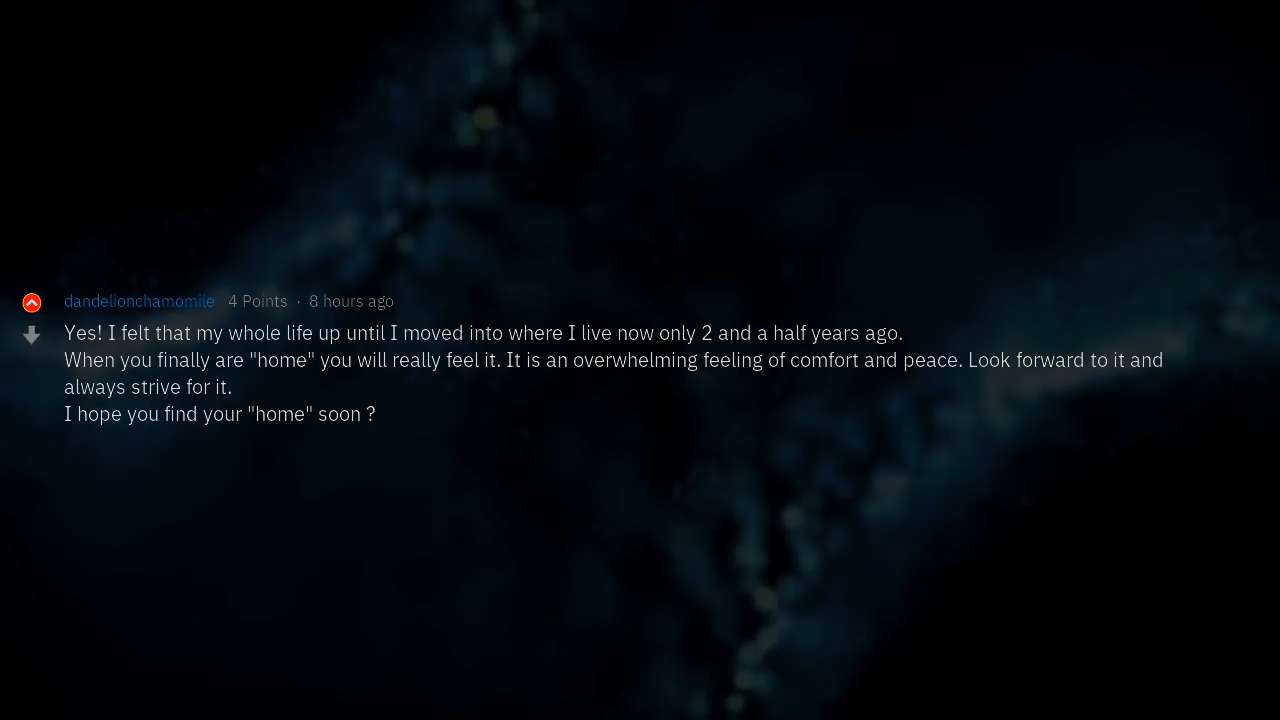 dandelionchamomile 4 Points · 8 hours ago
Yes! I felt that my whole life up until I moved into where I live now only 2 and a half years ago.
When you finally are "home" you will really feel it. It is an overwhelming feeling of comfort and peace. Look forward to it and
always strive for it.
I hope you find your "home" soon ?